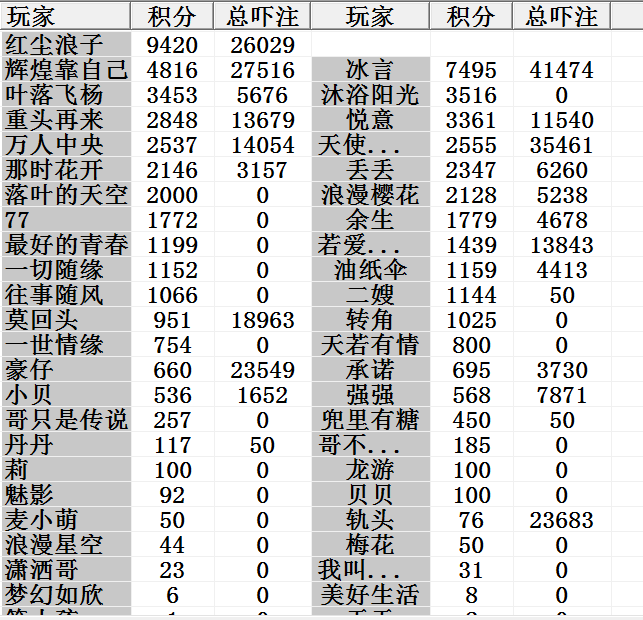 玩家 积分 总吓注 玩家 积分 总吓注
红尘浪子 9420 26029
辉煌靠自己 4816 27516 冰言 7495 41474
叶落飞杨 3453 5676 沐浴阳光 3516 0
重头再来 2848 13679 悦意 3361 11540
万人中央 2537 14054 天使... 2555 35461
那时花开 2146 3157 丢丢 2347 6260
落叶的天空 2000 0 浪漫樱花 2128 5238
77 1772 0 余生 1779 4678
最好的青春 1199 0 若爱... 1439 13843
一切随缘 1152 0 油纸伞 1159 4413
往事随风 1066 0 二嫂 1144 50
莫回头 951 18963 转角 1025 0
一世情缘 754 0 天若有情 800 0
豪仔 660 23549 承诺 695 3730
小贝 536 1652 强强 568 7871
哥只是传说 257 0 兜里有糖 450 50
丹丹 117 50 哥不... 185 0
莉 100 0 龙游 100 0
魅影 92 0 贝贝 100 0
麦小萌 50 0 轨头 76 23683
浪漫星空 44 0 梅花 50 0
潇洒哥 23 0 我叫... 31 0
梦幻如欣 6 0 美好生活 8 0